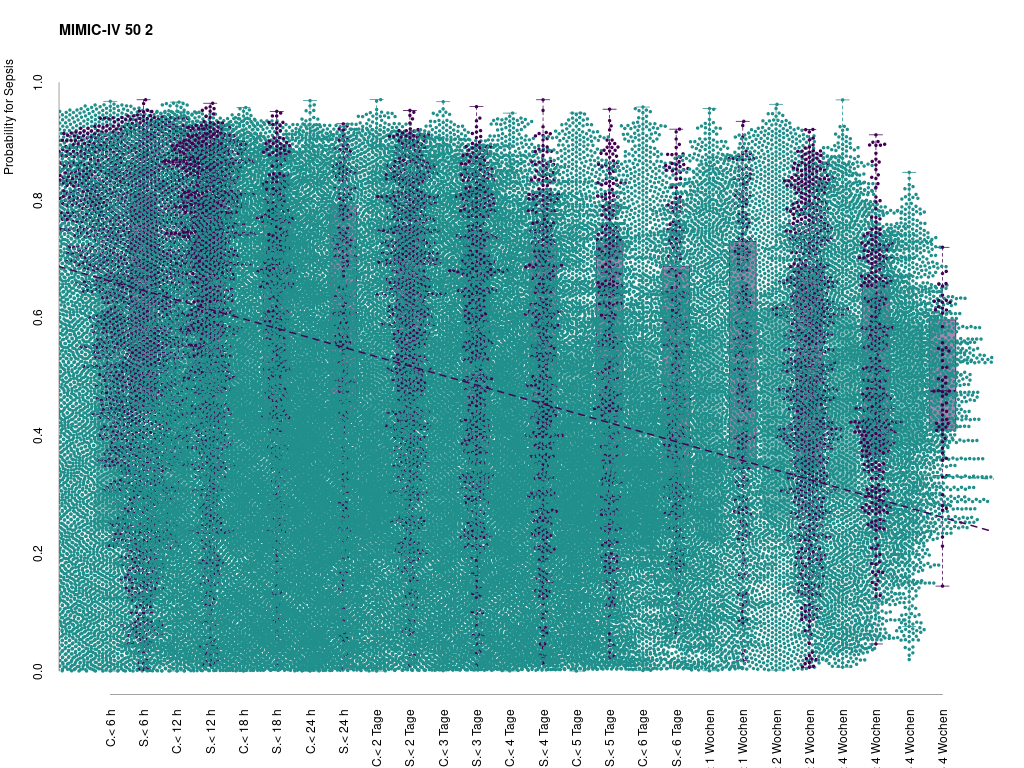 MIMIC-IV 50 2
Probability for Sepsis
1.0
0.8
0.6
0.4
0.2
0.0
C.< 6 h
S.< 6 h
C.< 12 h
S.< 12 h
C.< 18 h
S.< 18 h
C.< 24 h
S.< 24 h
C.< 2 Tage
S.< 2 Tage
C.< 3 Tage
S.< 3 Tage
C.< 4 Tage
S.< 4 Tage
C.< 5 Tage
S.< 5 Tage
C.< 6 Tage
S.< 6 Tage
1 Wochen
1 Wochen
2 Wochen
2 Wochen
4 Wochen
4 Wochen
4 Wochen
4 Wochen